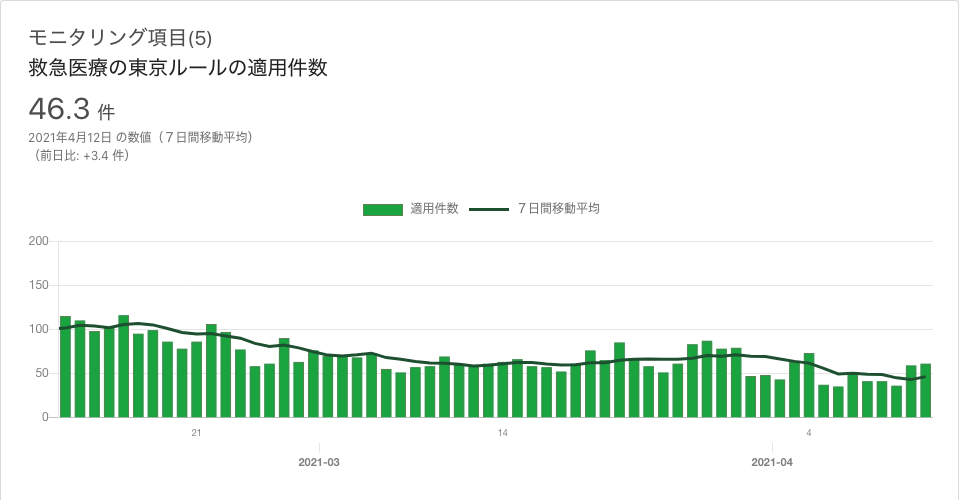 モニタリング項目(5)
救急医療の東京ルールの適用件数
46.3 件
2021年4月12日 の数値（７日間移動平均）
（前日比: +3.4 件）
適用件数 ７日間移動平均
200
150
100
50
0
21 14 4
2021-03 2021-04